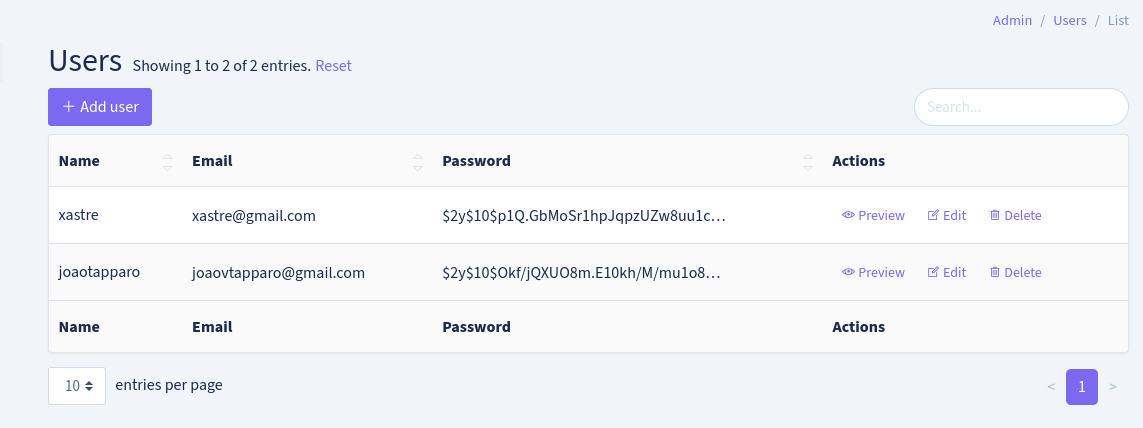 Admin / Users / List
Users Showing 1 to 2 of 2 entries. Reset
+ Add user Search...
Name Email Password Actions
xastre xastre@gmail.com $2y$10$p1Q.GbMoSr1hpJqpzUZw8uu1c... Preview Edit Delete
joaotapparo joaovtapparo@gmail.com $2y$10$Okf/jQXUO8m.E10kh/M/mu1o8... Preview Edit Delete
Name Email Password Actions
10 entries per page < 1 >